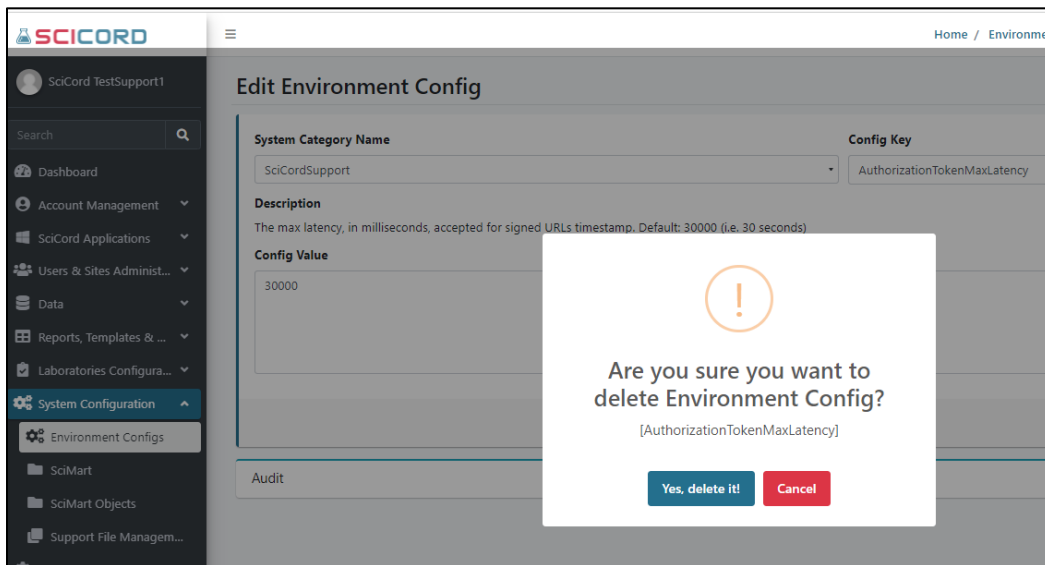 SCICORD
Home / Environme
SciCord TestSupport1
Search
Dashboard
Account Management
SciCord Applications
Users & Sites Administ...
Data
Reports, Templates & ...
Laboratories Configura...
System Configuration
Environment Configs
SciMart
SciMart Objects
Support File Managem...
Edit Environment Config
System Category Name
Config Key
SciCordSupport
AuthorizationTokenMaxLatency
Description
The max latency, in milliseconds, accepted for signed URLs timestamp. Default: 30000 (i.e. 30 seconds)
Config Value
30000
Audit
!
Are you sure you want to
delete Environment Config?
[AuthorizationTokenMaxLatency]
Yes, delete it!
Cancel